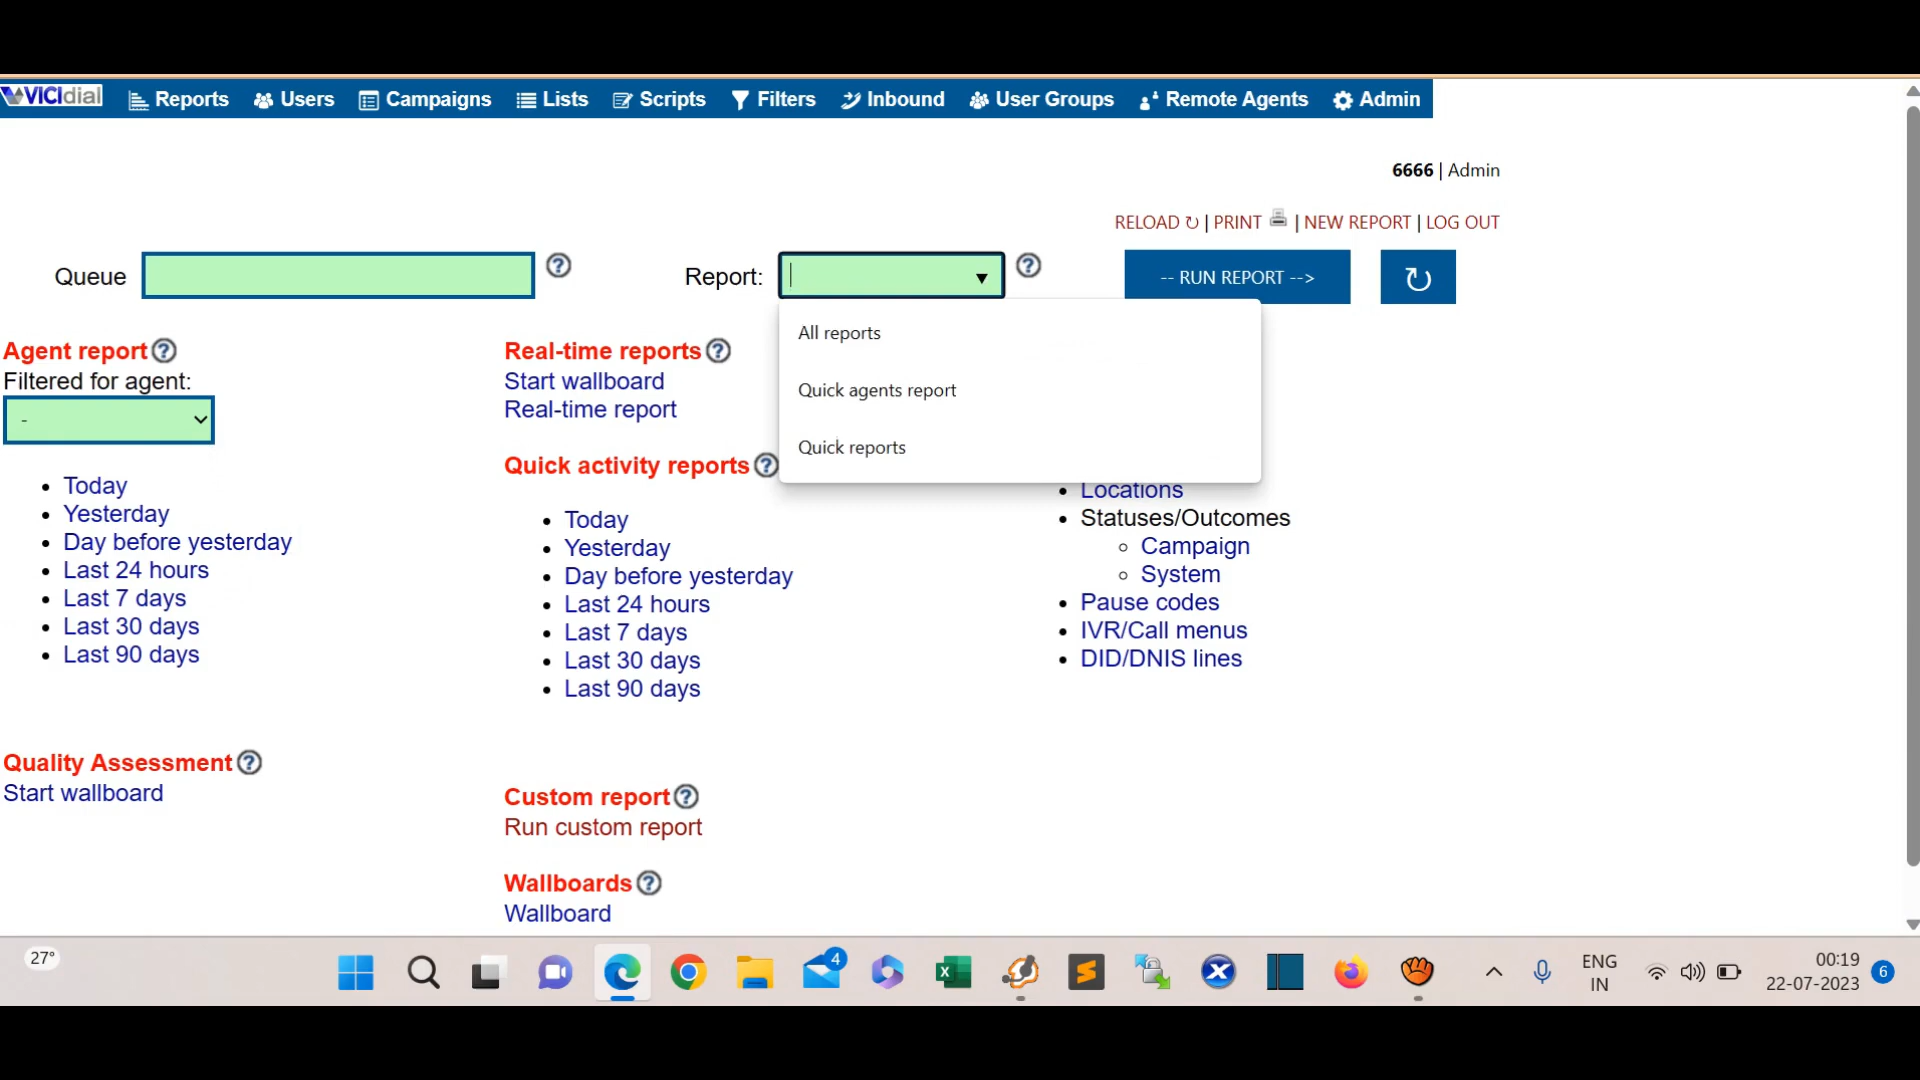 VICIdial Reports Users Campaigns Lists Scripts Filters Inbound User Groups Remote Agents Admin
6666 | Admin
RELOAD ↻ | PRINT | NEW REPORT | LOG OUT
Queue Report: -- RUN REPORT --> ↻
All reports
Quick agents report
Quick reports
Agent report
Filtered for agent:
-
Today
Yesterday
Day before yesterday
Last 24 hours
Last 7 days
Last 30 days
Last 90 days
Quality Assessment
Start wallboard
Real-time reports
Start wallboard
Real-time report
Quick activity reports
Today
Yesterday
Day before yesterday
Last 24 hours
Last 7 days
Last 30 days
Last 90 days
Custom report
Run custom report
Wallboards
Wallboard
Locations
Statuses/Outcomes
Campaign
System
Pause codes
IVR/Call menus
DID/DNIS lines
27°
4
ENG
IN
00:19
22-07-2023
6